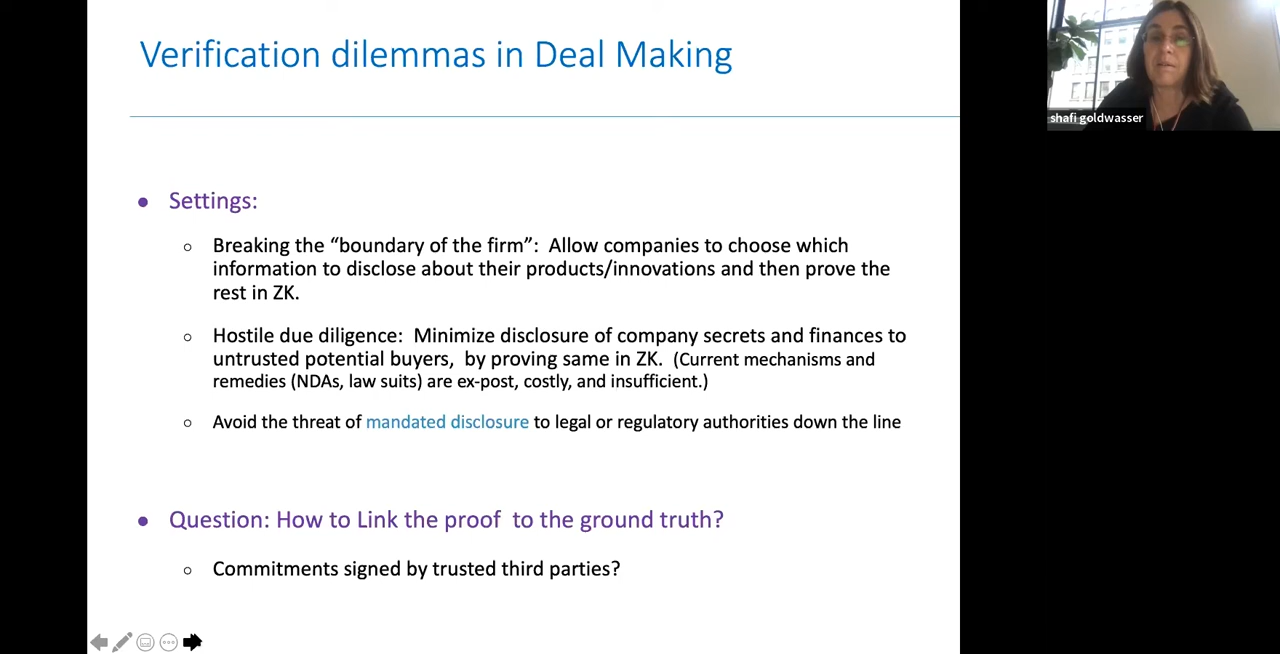 Verification dilemmas in Deal Making
shafi goldwasser
● Settings:
○ Breaking the “boundary of the firm”: Allow companies to choose which
information to disclose about their products/innovations and then prove the
rest in ZK.
○ Hostile due diligence: Minimize disclosure of company secrets and finances to
untrusted potential buyers, by proving same in ZK. (Current mechanisms and
remedies (NDAs, law suits) are ex-post, costly, and insufficient.)
○ Avoid the threat of mandated disclosure to legal or regulatory authorities down the line
● Question: How to Link the proof to the ground truth?
○ Commitments signed by trusted third parties?